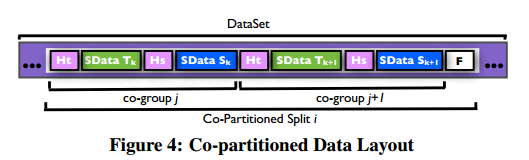 DataSet
... Ht SData Tk Hs SData Sk Ht SData Tk+1 Hs SData Sk+1 F ...
co-group j co-group j+1
Co-Partitioned Split i
Figure 4: Co-partitioned Data Layout